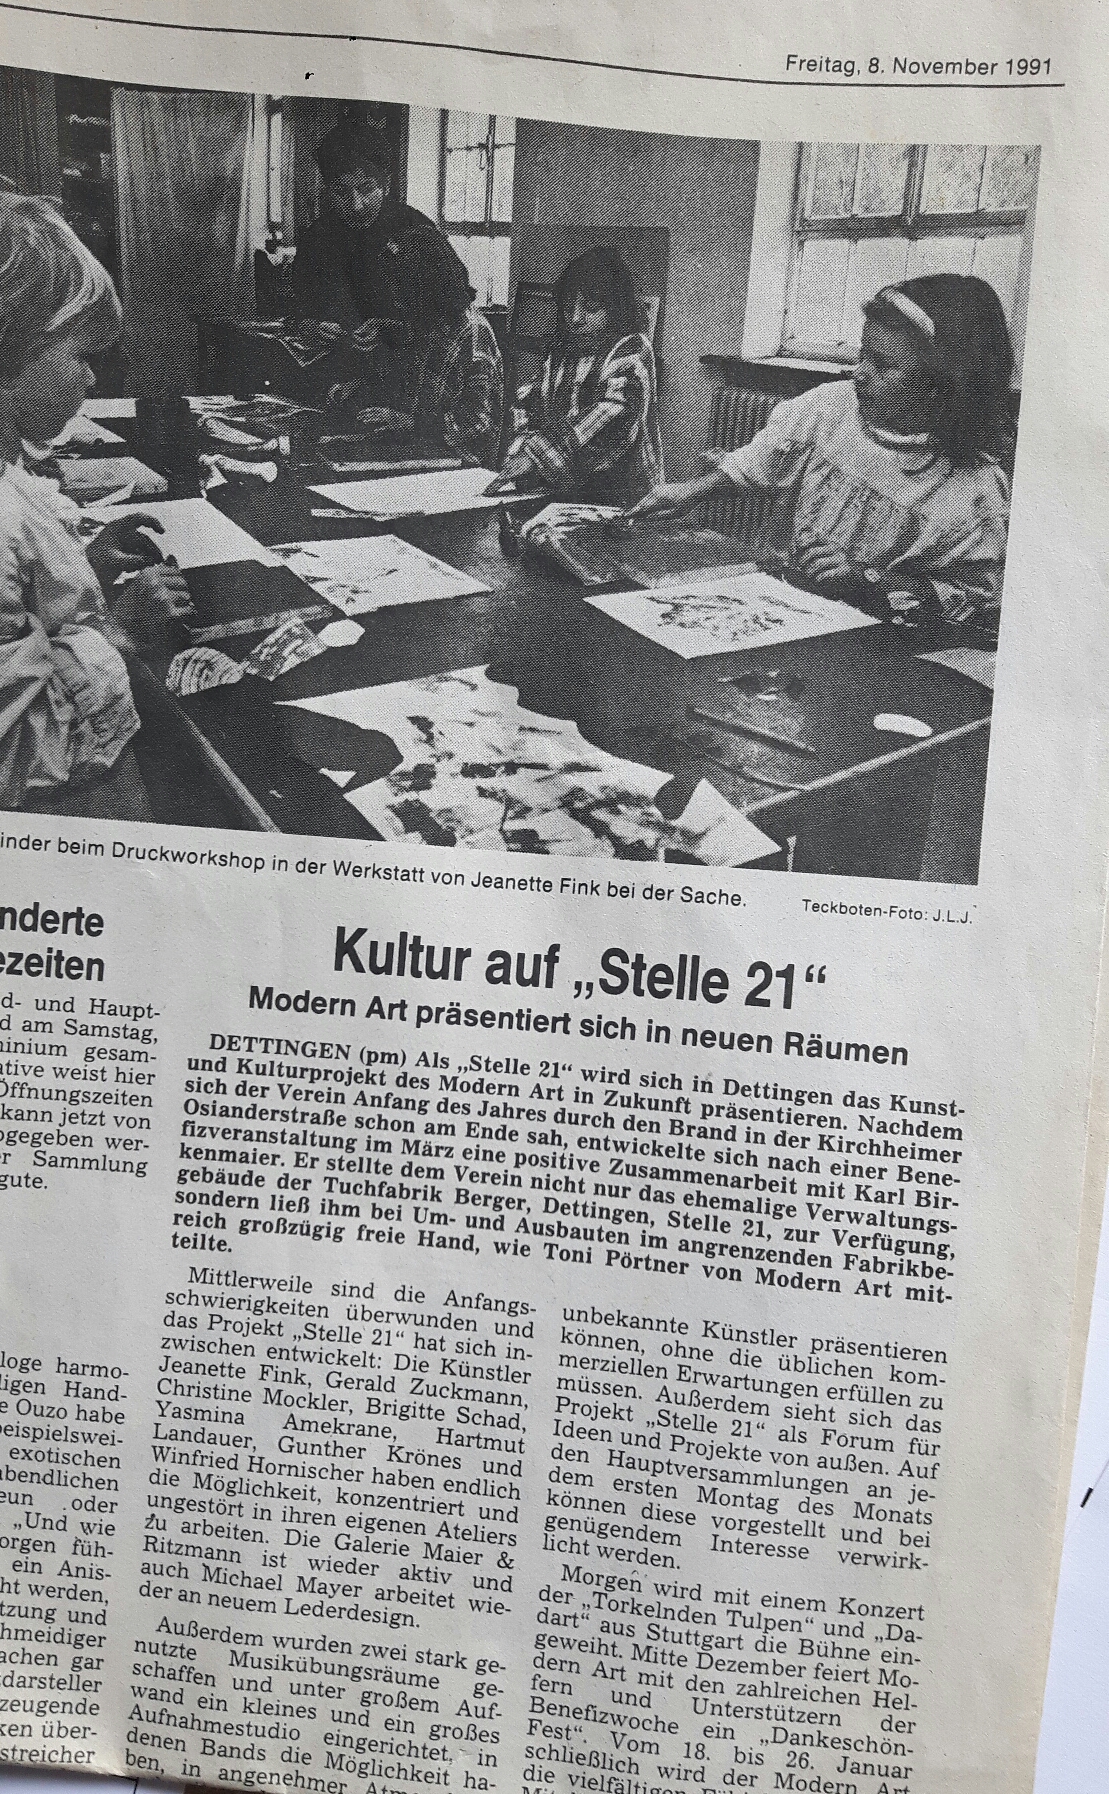 Freitag, 8. November 1991
inder beim Druckworkshop in der Werkstatt von Jeanette Fink bei der Sache.
Teckboten-Foto: J.L.J.
nderte
ezeiten
d- und Haupt-
d am Samstag,
minium gesam-
ative weist hier
Öffnungszeiten
kann jetzt von
bgegeben wer-
r Sammlung
gute.
loge harmo-
ligen Hand-
e Ouzo habe
beispielswei-
exotischen
abendlichen
eun oder
„Und wie
orgen füh-
ein Anis-
ht werden,
tzung und
hmeidiger
achen gar
darsteller
zeugende
ken über-
streicher
Kultur auf „Stelle 21“
Modern Art präsentiert sich in neuen Räumen
DETTINGEN (pm) Als „Stelle 21“ wird sich in Dettingen das Kunst-
und Kulturprojekt des Modern Art in Zukunft präsentieren. Nachdem
sich der Verein Anfang des Jahres durch den Brand in der Kirchheimer
Osianderstraße schon am Ende sah, entwickelte sich nach einer Bene-
fizveranstaltung im März eine positive Zusammenarbeit mit Karl Bir-
kenmaier. Er stellte dem Verein nicht nur das ehemalige Verwaltungs-
gebäude der Tuchfabrik Berger, Dettingen, Stelle 21, zur Verfügung,
sondern ließ ihm bei Um- und Ausbauten im angrenzenden Fabrikbe-
reich großzügig freie Hand, wie Toni Pörtner von Modern Art mit-
teilte.
Mittlerweile sind die Anfangs-
schwierigkeiten überwunden und
das Projekt „Stelle 21“ hat sich in-
zwischen entwickelt: Die Künstler
Jeanette Fink, Gerald Zuckmann,
Christine Mockler, Brigitte Schad,
Yasmina Amekrane, Hartmut
Landauer, Gunther Krönes und
Winfried Hornischer haben endlich
die Möglichkeit, konzentriert und
ungestört in ihren eigenen Ateliers
zu arbeiten. Die Galerie Maier &
Ritzmann ist wieder aktiv und
auch Michael Mayer arbeitet wie-
der an neuem Lederdesign.
Außerdem wurden zwei stark ge-
nutzte Musikübungsräume ge-
schaffen und unter großem Auf-
wand ein kleines und ein großes
Aufnahmestudio eingerichtet, in
denen Bands die Möglichkeit ha-
ben, in angenehmer
unbekannte Künstler präsentieren
können, ohne die üblichen kom-
merziellen Erwartungen erfüllen zu
müssen. Außerdem sieht sich das
Projekt „Stelle 21“ als Forum für
Ideen und Projekte von außen. Auf
den Hauptversammlungen an je-
dem ersten Montag des Monats
können diese vorgestellt und bei
genügendem Interesse verwirk-
licht werden.
Morgen wird mit einem Konzert
der „Torkelnden Tulpen“ und „Da-
dart“ aus Stuttgart die Bühne ein-
geweiht. Mitte Dezember feiert Mo-
dern Art mit den zahlreichen Hel-
fern und Unterstützern der
Benefizwoche ein „Dankeschön-
Fest“. Vom 18. bis 26. Januar
schließlich wird der Modern Art
die vielfältigen